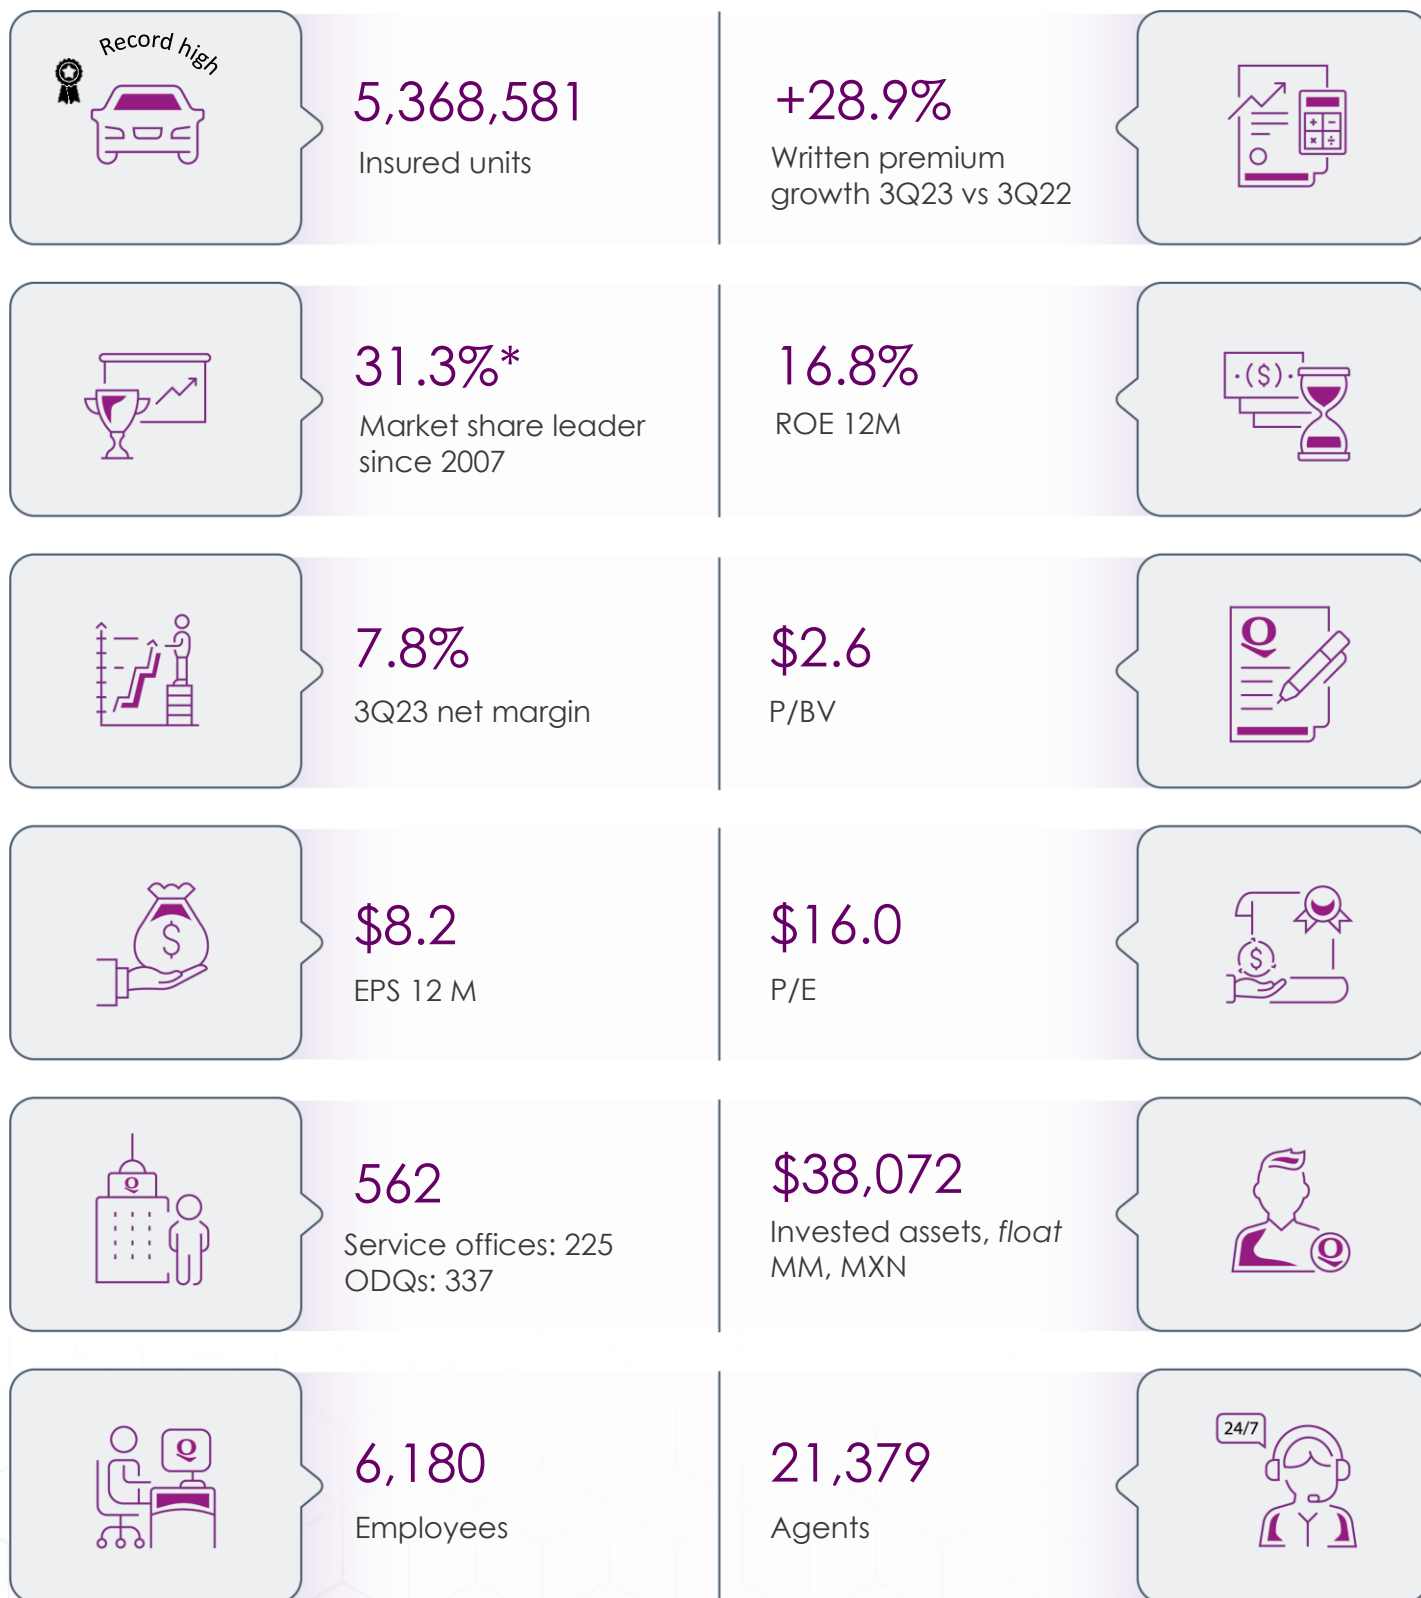 Record high
5,368,581
Insured units
+28.9%
Written premium
growth 3Q23 vs 3Q22
31.3%*
Market share leader
since 2007
16.8%
ROE 12M
($)
7.8%
3Q23 net margin
$2.6
P/BV
Q
$
$8.2
EPS 12 M
$16.0
P/E
$
Q
562
Service offices: 225
ODQs: 337
$38,072
Invested assets, float
MM, MXN
Q
Q
6,180
Employees
21,379
Agents
24/7